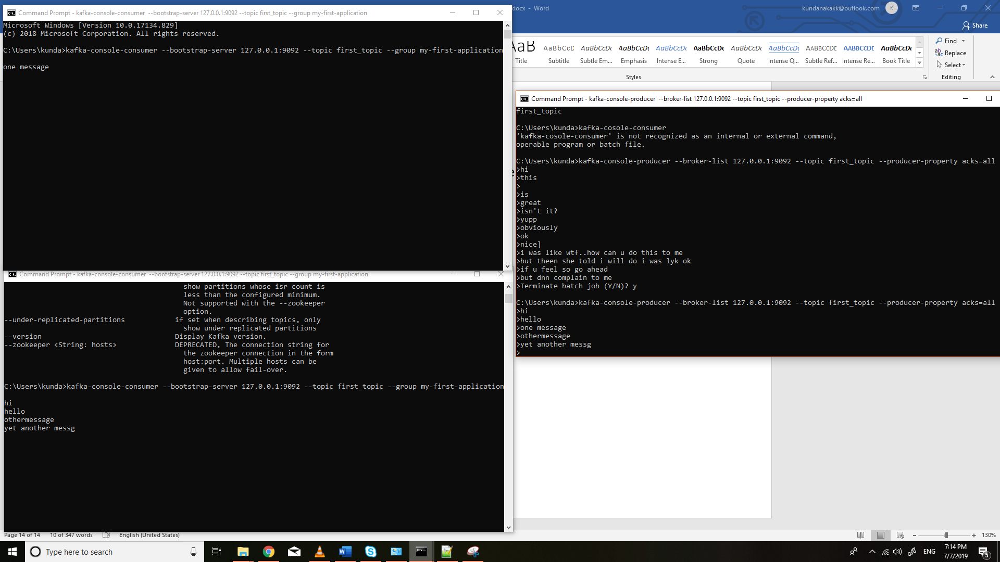 Command Prompt - kafka-console-consumer --bootstrap-server 127.0.0.1:9092 --topic first_topic --group my-first-application
Microsoft Windows [Version 10.0.17134.829]
(c) 2018 Microsoft Corporation. All rights reserved.
C:\Users\kunda>kafka-console-consumer --bootstrap-server 127.0.0.1:9092 --topic first_topic --group my-first-application
one message
docx - Word
kundanakakk@outlook.com
K
Share
AaB AaBbCcD AaBbCcDc AaBbCcDc AaBbCcDc AaBbCcDc AaBbCcDc AaBbCcDc AABBCCDE AABBCCDE AaBbCcDc
Title Subtitle Subtle Em... Emphasis Intense E... Strong Quote Intense Q... Subtle Ref... Intense Re... Book Title
Styles
Find
Replace
Select
Editing
Command Prompt - kafka-console-producer --broker-list 127.0.0.1:9092 --topic first_topic --producer-property acks=all
first_topic
C:\Users\kunda>kafka-cosole-consumer
'kafka-cosole-consumer' is not recognized as an internal or external command,
operable program or batch file.
C:\Users\kunda>kafka-console-producer --broker-list 127.0.0.1:9092 --topic first_topic --producer-property acks=all
>hi
>this
>
>is
>great
>isn't it?
>yupp
>obviously
>ok
>nice]
>i was like wtf..how can u do this to me
>but theen she told i will do i was lyk ok
>if u feel so go ahead
>but dnn complain to me
>Terminate batch job (Y/N)? y
C:\Users\kunda>kafka-console-producer --broker-list 127.0.0.1:9092 --topic first_topic --producer-property acks=all
>hi
>hello
>one message
>othermessage
>yet another messg
>
Command Prompt - kafka-console-consumer --bootstrap-server 127.0.0.1:9092 --topic first_topic --group my-first-application
show partitions whose isr count is
less than the configured minimum.
Not supported with the --zookeeper
option.
--under-replicated-partitions if set when describing topics, only
show under replicated partitions
--version Display Kafka version.
--zookeeper <String: hosts> DEPRECATED, The connection string for
the zookeeper connection in the form
host:port. Multiple hosts can be
given to allow fail-over.
C:\Users\kunda>kafka-console-consumer --bootstrap-server 127.0.0.1:9092 --topic first_topic --group my-first-application
hi
hello
othermessage
yet another messg
Page 14 of 14 10 of 347 words English (United States)
130%
Type here to search
ENG
7:14 PM
7/7/2019
5